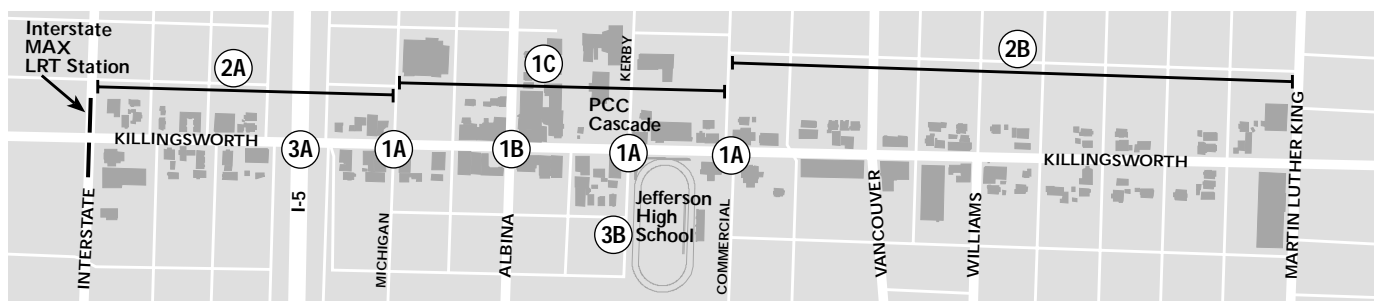 Interstate
MAX
LRT Station
2A
1C
KERBY
2B
PCC
Cascade
KILLINGSWORTH
3A
1A
1B
1A
1A
KILLINGSWORTH
INTERSTATE
I-5
MICHIGAN
ALBINA
3B
Jefferson
High
School
COMMERCIAL
VANCOUVER
WILLIAMS
MARTIN LUTHER KING